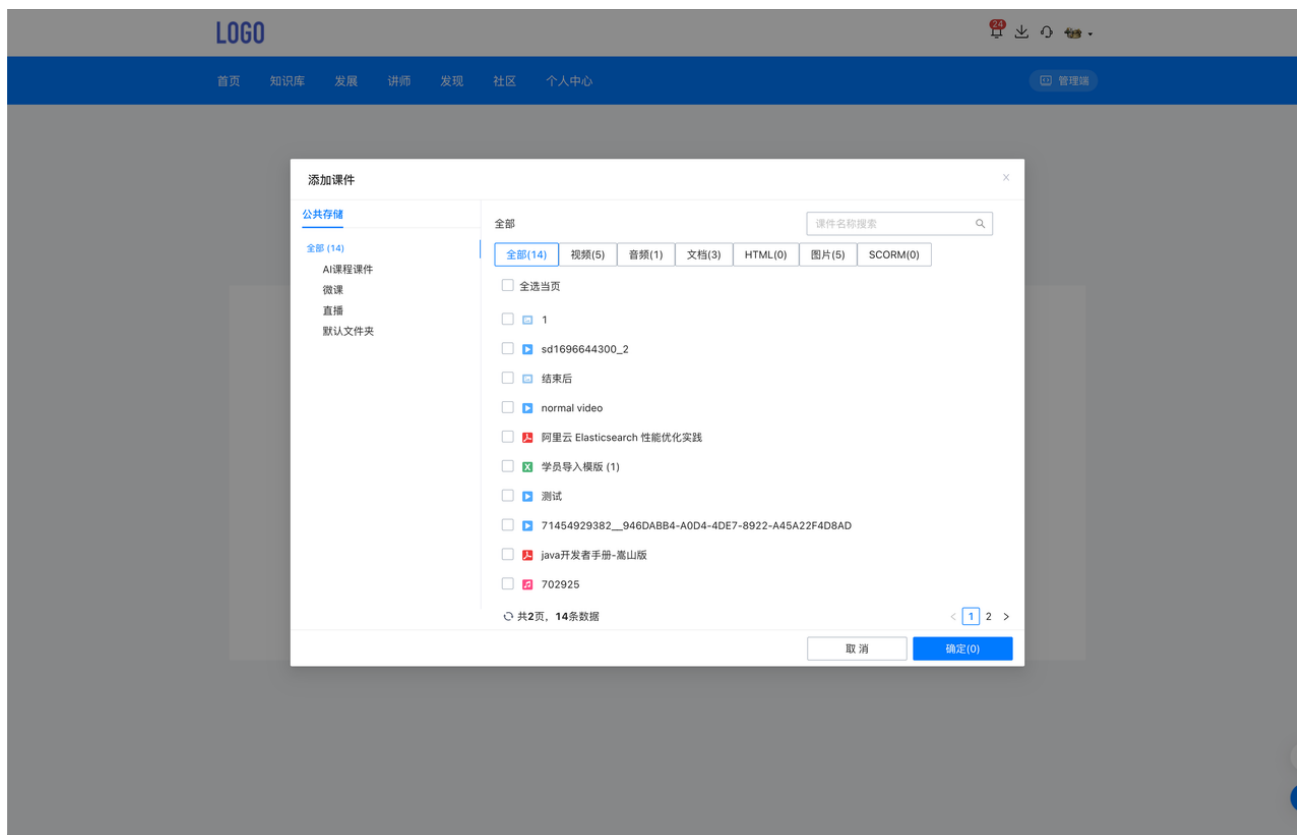 LOGO
24
首页 知识库 发展 讲师 发现 社区 个人中心 管理端
添加课件
公共存储
全部 (14)
AI课程课件
微课
直播
默认文件夹
全部
课件名称搜索
全部(14) 视频(5) 音频(1) 文档(3) HTML(0) 图片(5) SCORM(0)
全选当页
1
sd1696644300_2
结束后
normal video
阿里云 Elasticsearch 性能优化实践
学员导入模版 (1)
测试
71454929382__946DABB4-A0D4-4DE7-8922-A45A22F4D8AD
java开发者手册-嵩山版
702925
共2页，14条数据
< 1 2 >
取 消 确定(0)